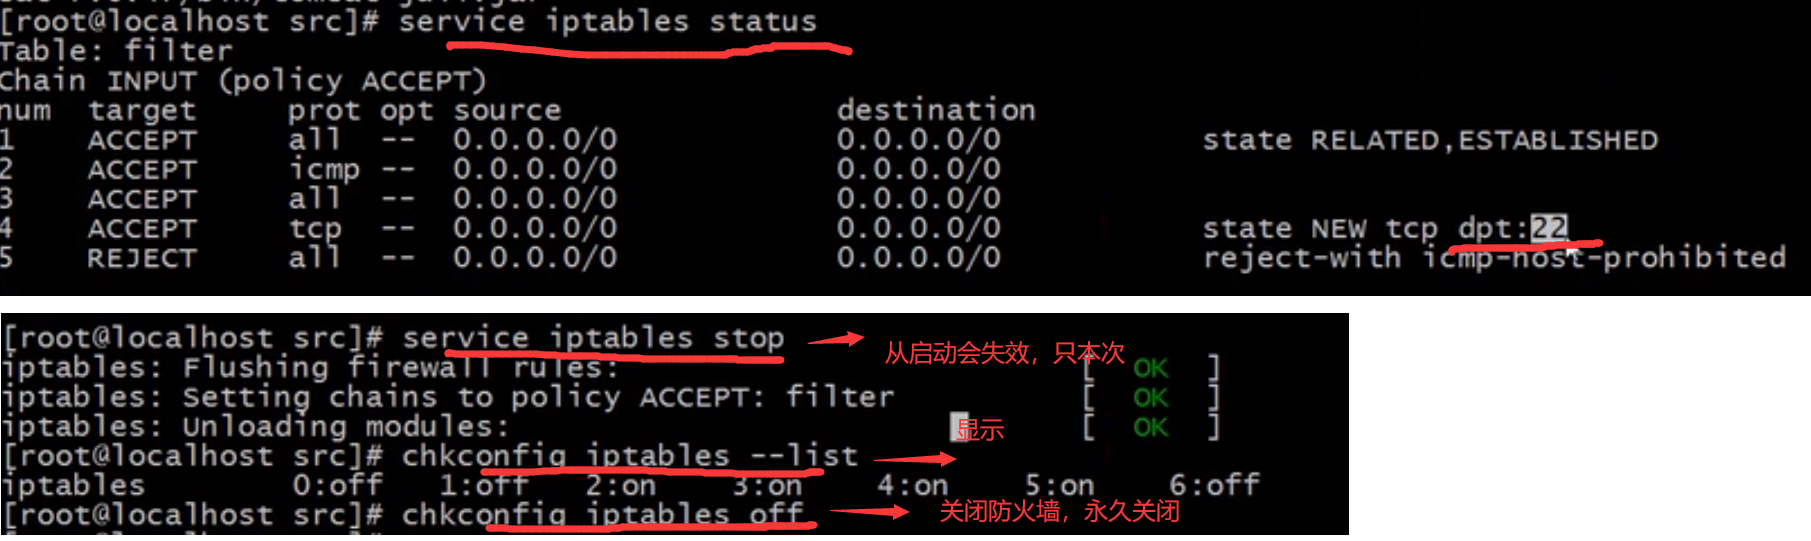 [root@localhost src]# service iptables status
Table: filter
Chain INPUT (policy ACCEPT)
num target prot opt source destination
1 ACCEPT all -- 0.0.0.0/0 0.0.0.0/0 state RELATED,ESTABLISHED
2 ACCEPT icmp -- 0.0.0.0/0 0.0.0.0/0
3 ACCEPT all -- 0.0.0.0/0 0.0.0.0/0
4 ACCEPT tcp -- 0.0.0.0/0 0.0.0.0/0 state NEW tcp dpt:22
5 REJECT all -- 0.0.0.0/0 0.0.0.0/0 reject-with icmp-host-prohibited
[root@localhost src]# service iptables stop
从启动会失效，只本次
iptables: Flushing firewall rules: [ OK ]
iptables: Setting chains to policy ACCEPT: filter [ OK ]
iptables: Unloading modules: [ OK ]
显示
[root@localhost src]# chkconfig iptables --list
iptables 0:off 1:off 2:on 3:on 4:on 5:on 6:off
[root@localhost src]# chkconfig iptables off
关闭防火墙，永久关闭